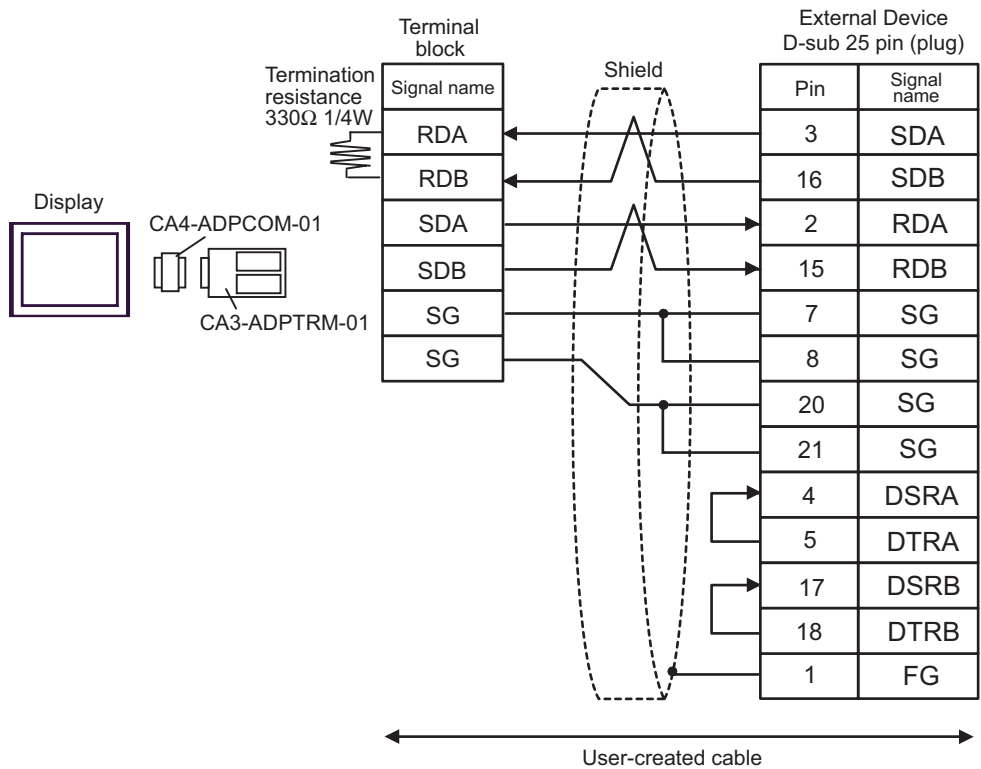 External Device
D-sub 25 pin (plug)
Terminal
block
Shield
Termination
resistance
330Ω 1/4W
Signal name
RDA
RDB
SDA
SDB
SG
SG
Display
CA4-ADPCOM-01
CA3-ADPTRM-01
Pin
Signal
name
3
SDA
16
SDB
2
RDA
15
RDB
7
SG
8
SG
20
SG
21
SG
4
DSRA
5
DTRA
17
DSRB
18
DTRB
1
FG
User-created cable